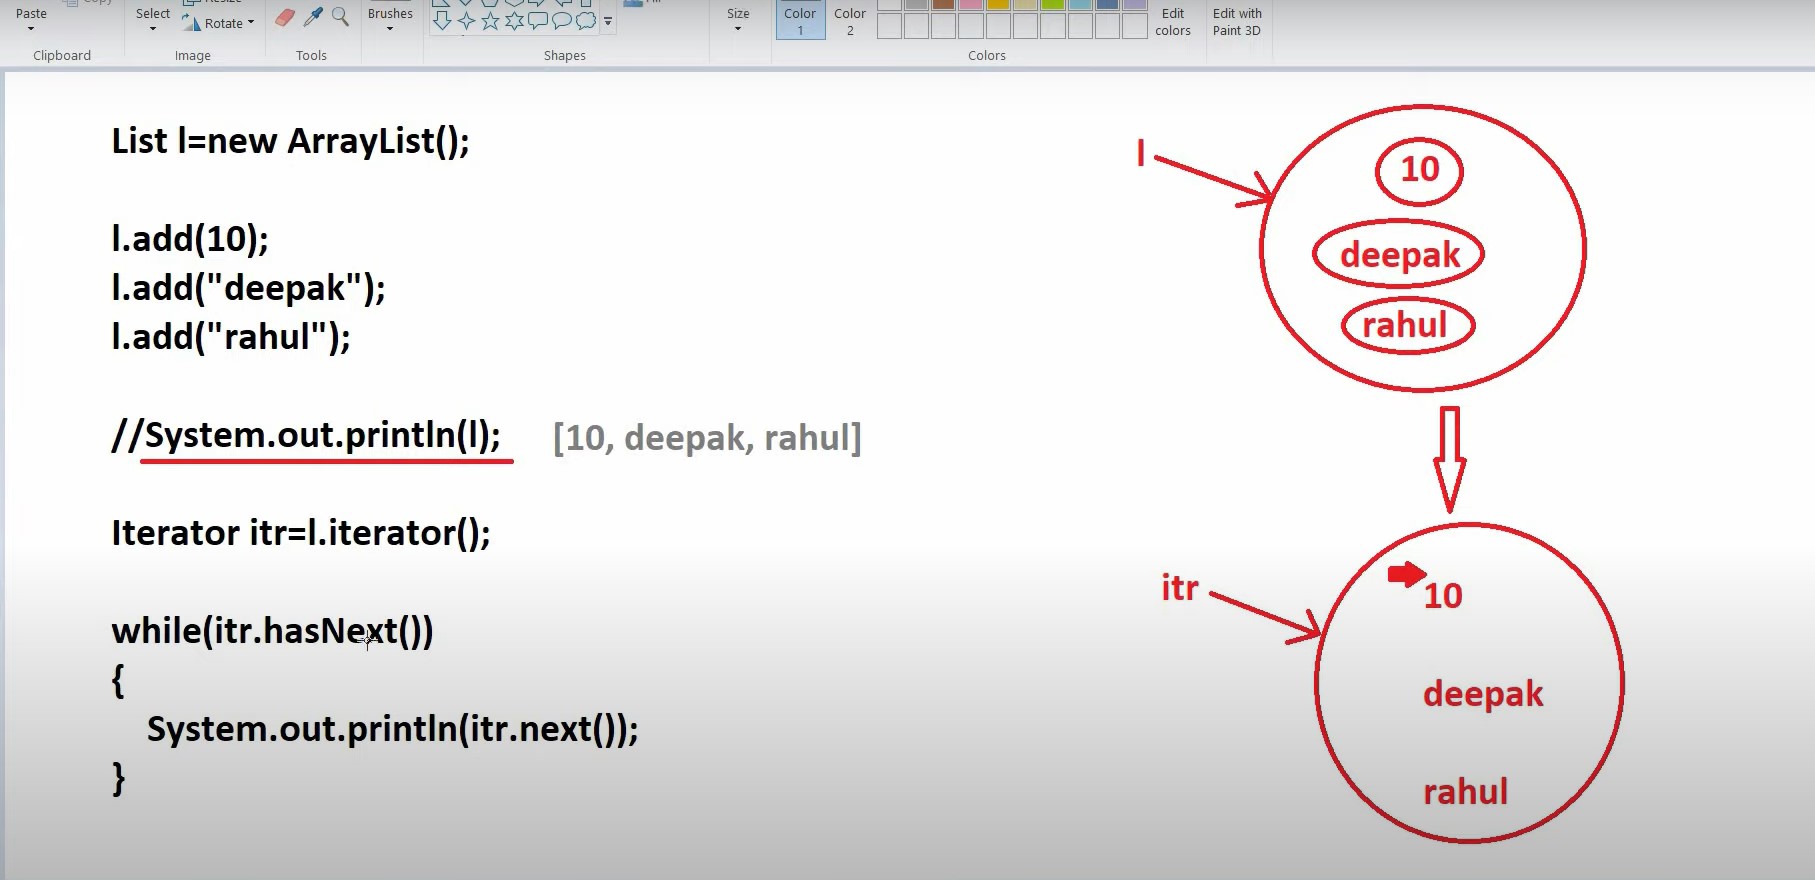 Paste
Select
Rotate
Brushes
Size
Color 1
Color 2
Edit colors
Edit with Paint 3D
Clipboard
Image
Tools
Shapes
Colors
List l=new ArrayList();
l.add(10);
l.add("deepak");
l.add("rahul");
//System.out.println(l); [10, deepak, rahul]
Iterator itr=l.iterator();
while(itr.hasNext())
{
System.out.println(itr.next());
}
l
10
deepak
rahul
itr
10
deepak
rahul